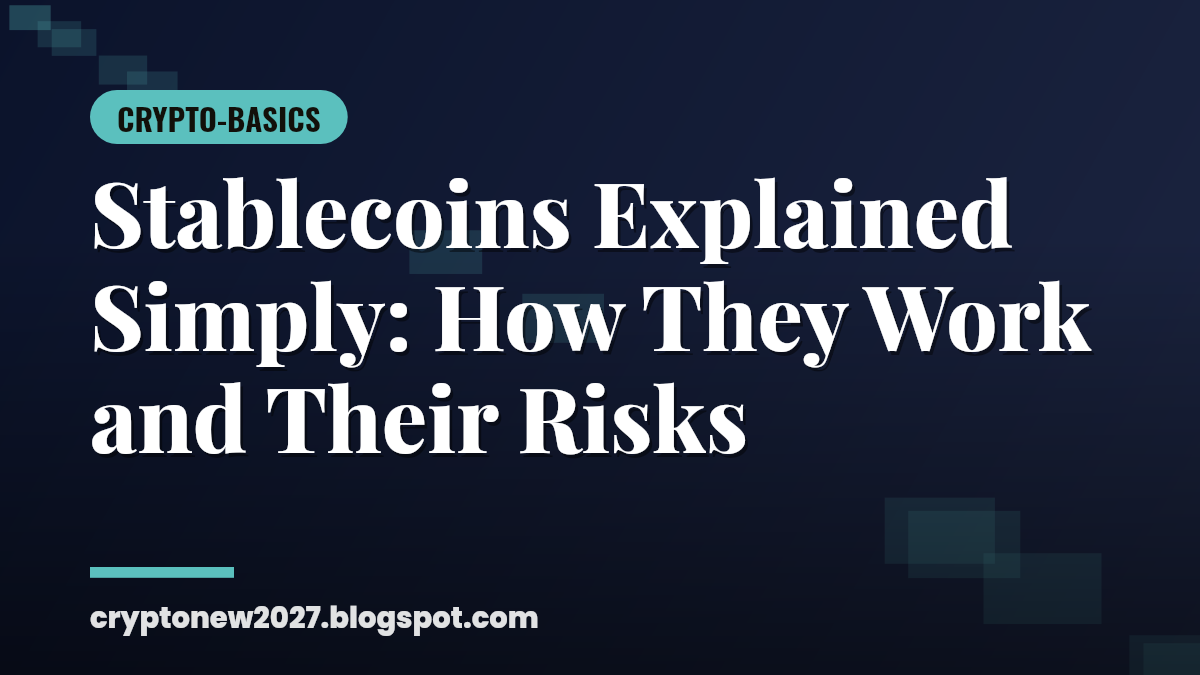 CRYPTO-BASICS
Stablecoins Explained
Simply: How They Work
and Their Risks
cryptonew2027.blogspot.com